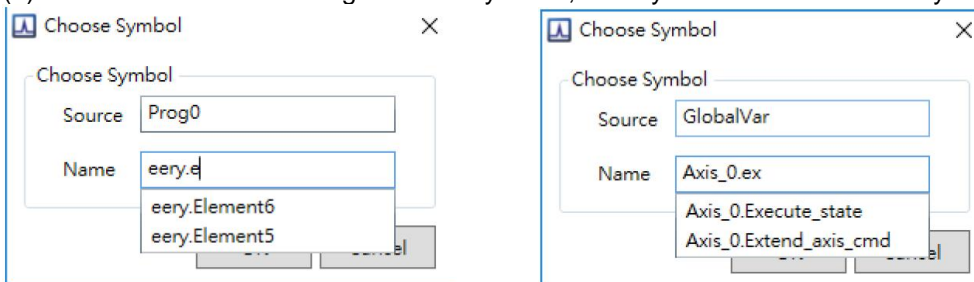 Choose Symbol
Choose Symbol
Source Prog0
Name eery.e
eery.Element6
eery.Element5
Choose Symbol
Choose Symbol
Source GlobalVar
Name Axis_0.ex
Axis_0.Execute_state
Axis_0.Extend_axis_cmd